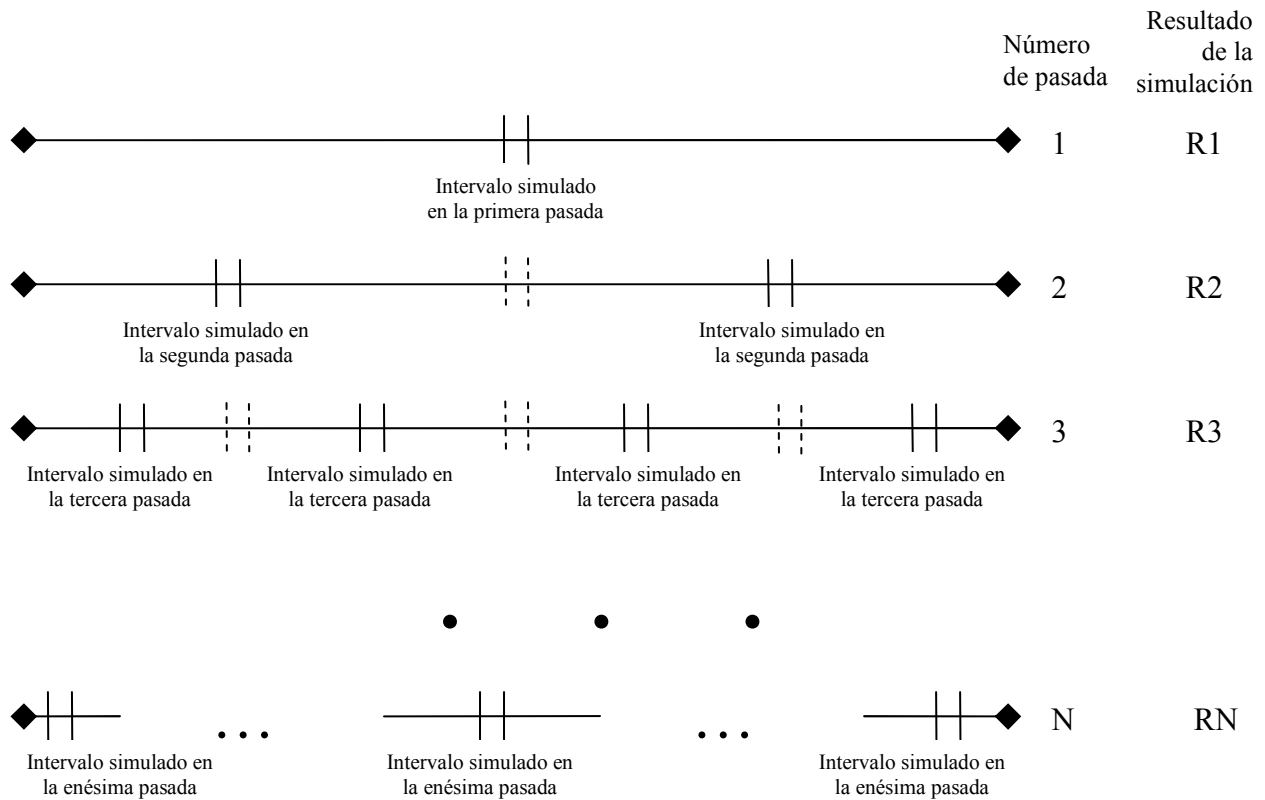 Número
de pasada
Resultado
de la
simulación
1
R1
Intervalo simulado
en la primera pasada
2
R2
Intervalo simulado en
la segunda pasada
Intervalo simulado en
la segunda pasada
3
R3
Intervalo simulado en
la tercera pasada
Intervalo simulado en
la tercera pasada
Intervalo simulado en
la tercera pasada
Intervalo simulado en
la tercera pasada
N
RN
Intervalo simulado en
la enésima pasada
Intervalo simulado en
la enésima pasada
Intervalo simulado en
la enésima pasada